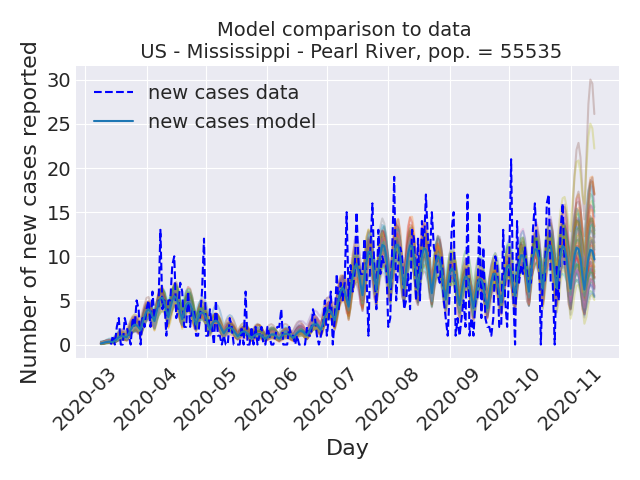 Model comparison to data
US - Mississippi - Pearl River, pop. = 55535
Number of new cases reported
30
25
20
15
10
5
0
new cases data
new cases model
2020-03
2020-04
2020-05
2020-06
2020-07
2020-08
2020-09
2020-10
2020-11
Day